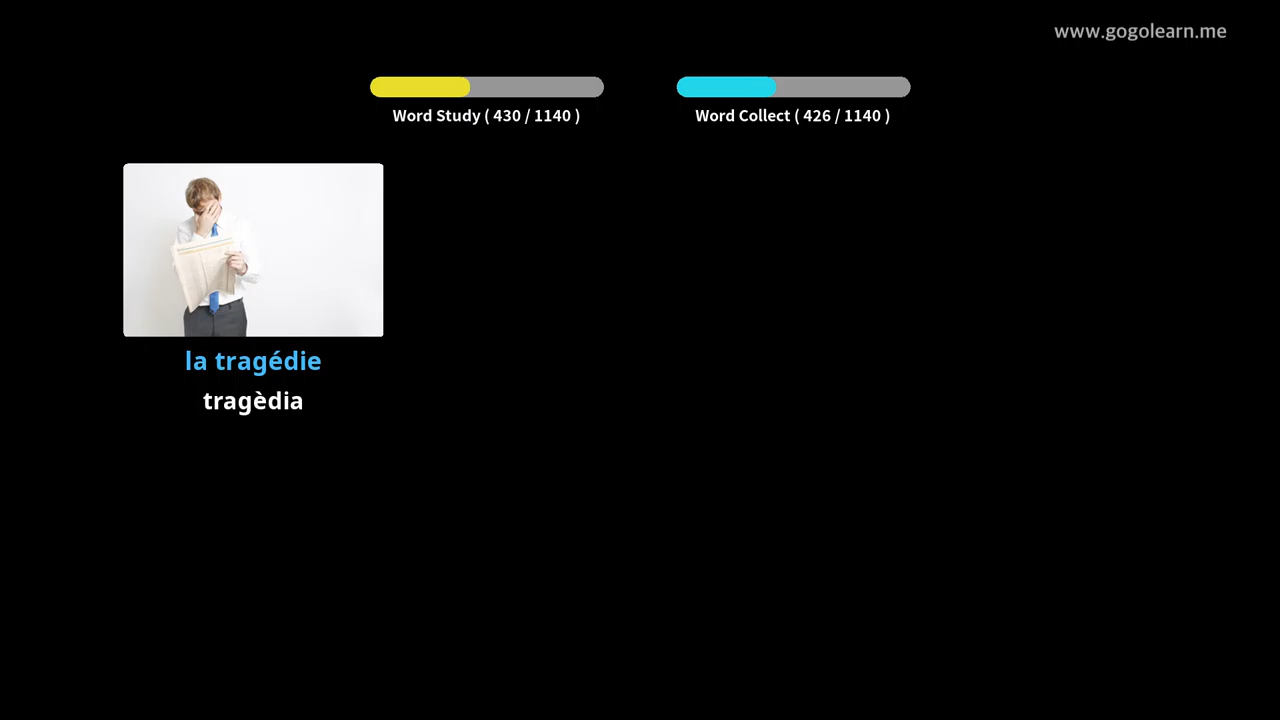 www.gogolearn.me
Word Study ( 430 / 1140 )
Word Collect ( 426 / 1140 )
la tragédie
tragèdia